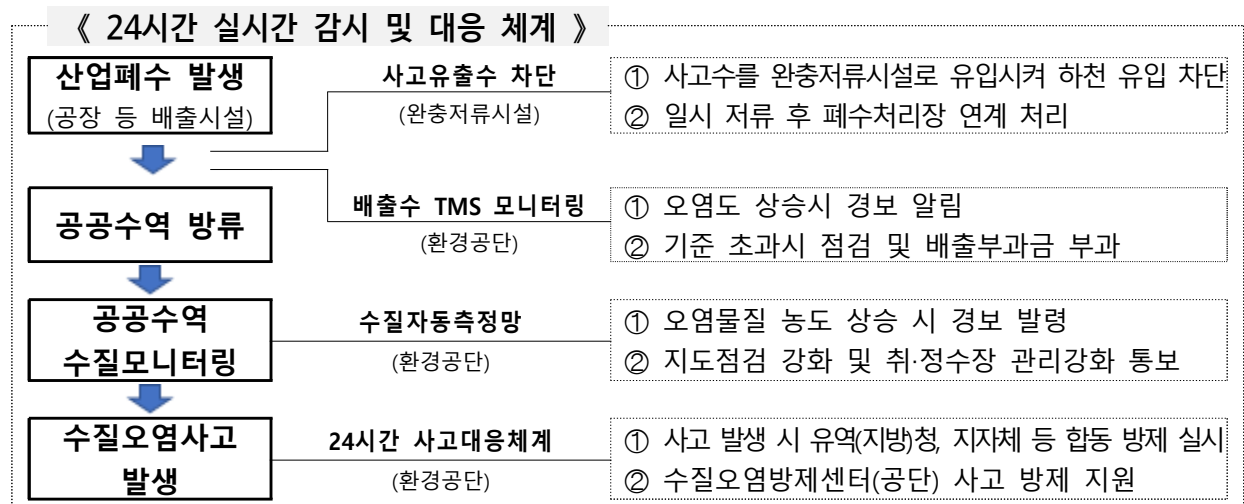 《 24시간 실시간 감시 및 대응 체계 》
산업폐수 발생
(공장 등 배출시설)
사고유출수 차단
(완충저류시설)
① 사고수를 완충저류시설로 유입시켜 하천 유입 차단
② 일시 저류 후 폐수처리장 연계 처리
공공수역 방류
배출수 TMS 모니터링
(환경공단)
① 오염도 상승시 경보 알림
② 기준 초과시 점검 및 배출부과금 부과
공공수역
수질모니터링
수질자동측정망
(환경공단)
① 오염물질 농도 상승 시 경보 발령
② 지도점검 강화 및 취·정수장 관리강화 통보
수질오염사고
발생
24시간 사고대응체계
(환경공단)
① 사고 발생 시 유역(지방)청, 지자체 등 합동 방제 실시
② 수질오염방제센터(공단) 사고 방제 지원